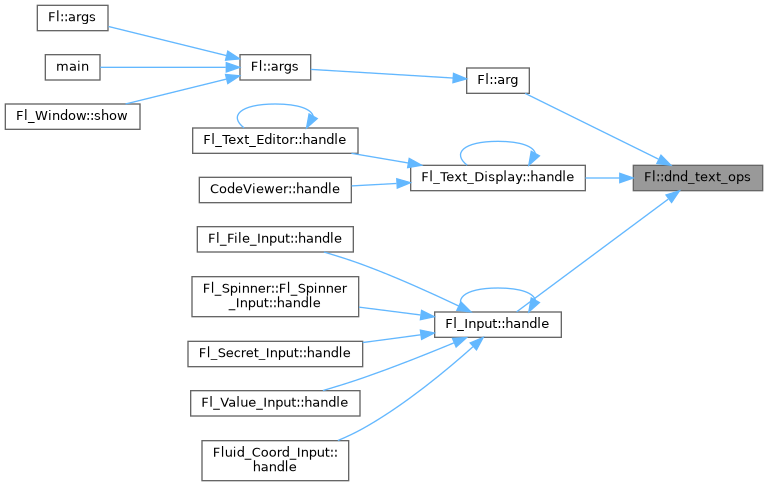 Fl::args
main
Fl_Window::show
Fl::args
Fl::arg
Fl_Text_Editor::handle
CodeViewer::handle
Fl_Text_Display::handle
Fl::dnd_text_ops
Fl_File_Input::handle
Fl_Spinner::Fl_Spinner
_Input::handle
Fl_Secret_Input::handle
Fl_Value_Input::handle
Fluid_Coord_Input::
handle
Fl_Input::handle